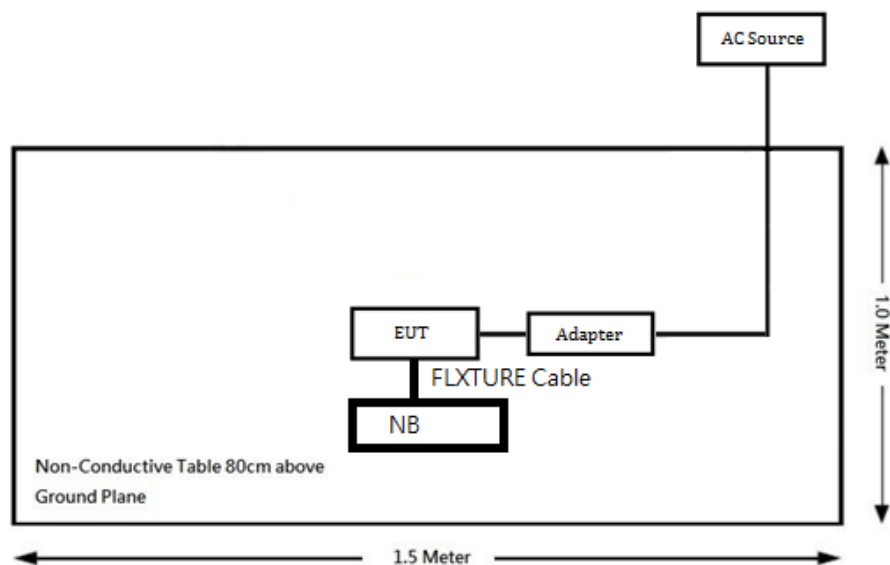 AC Source
EUT
Adapter
1.0 Meter
FLXTURE Cable
NB
Non-Conductive Table 80cm above
Ground Plane
1.5 Meter